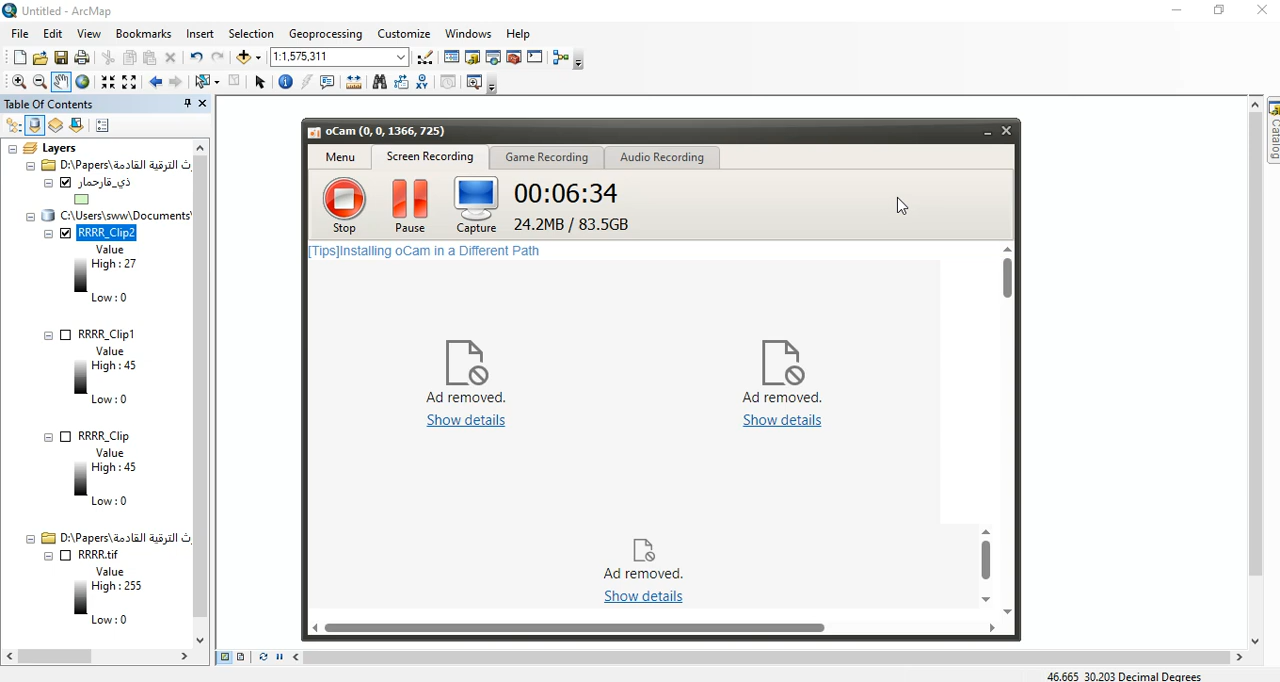 Untitled - ArcMap
File Edit View Bookmarks Insert Selection Geoprocessing Customize Windows Help
1:1,575,311
Table Of Contents
Layers
D:\Papers\ث الترقية القادمة
ذي_قارحمار
C:\Users\sww\Documents\
RRRR_Clip2
Value
High : 27
Low : 0
RRRR_Clip1
Value
High : 45
Low : 0
RRRR_Clip
Value
High : 45
Low : 0
D:\Papers\ث الترقية القادمة
RRRR.tif
Value
High : 255
Low : 0
oCam (0, 0, 1366, 725)
Menu Screen Recording Game Recording Audio Recording
Stop Pause Capture
00:06:34
24.2MB / 83.5GB
[Tips]Installing oCam in a Different Path
Ad removed. Ad removed.
Show details Show details
Ad removed.
Show details
Catalog
46.665 30.203 Decimal Degrees